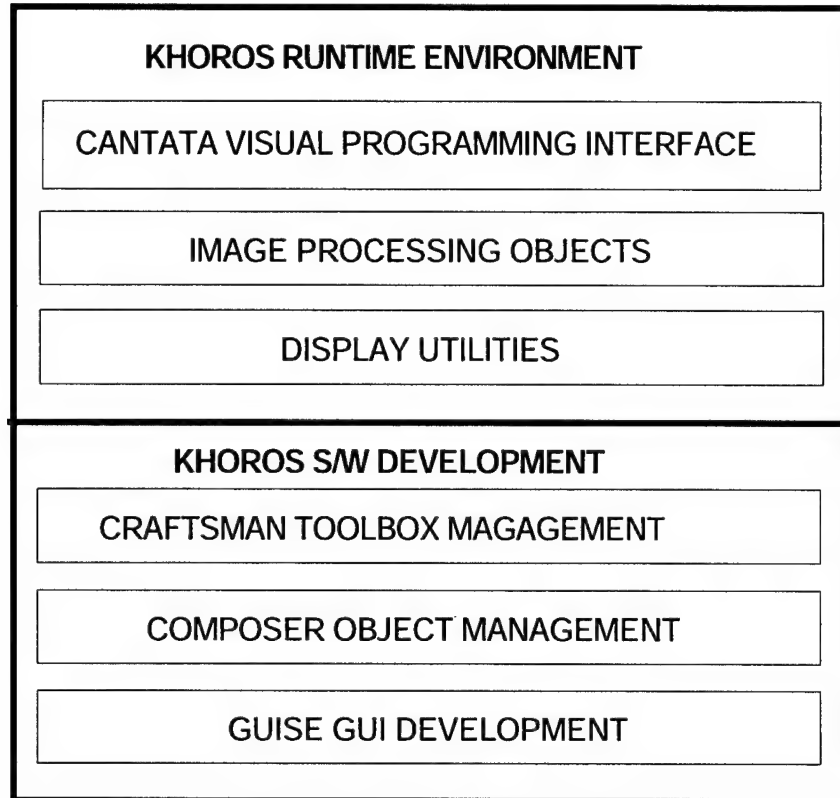 KHOROS RUNTIME ENVIRONMENT
CANTATA VISUAL PROGRAMMING INTERFACE
IMAGE PROCESSING OBJECTS
DISPLAY UTILITIES
KHOROS S/W DEVELOPMENT
CRAFTSMAN TOOLBOX MAGAGEMENT
COMPOSER OBJECT MANAGEMENT
GUISE GUI DEVELOPMENT